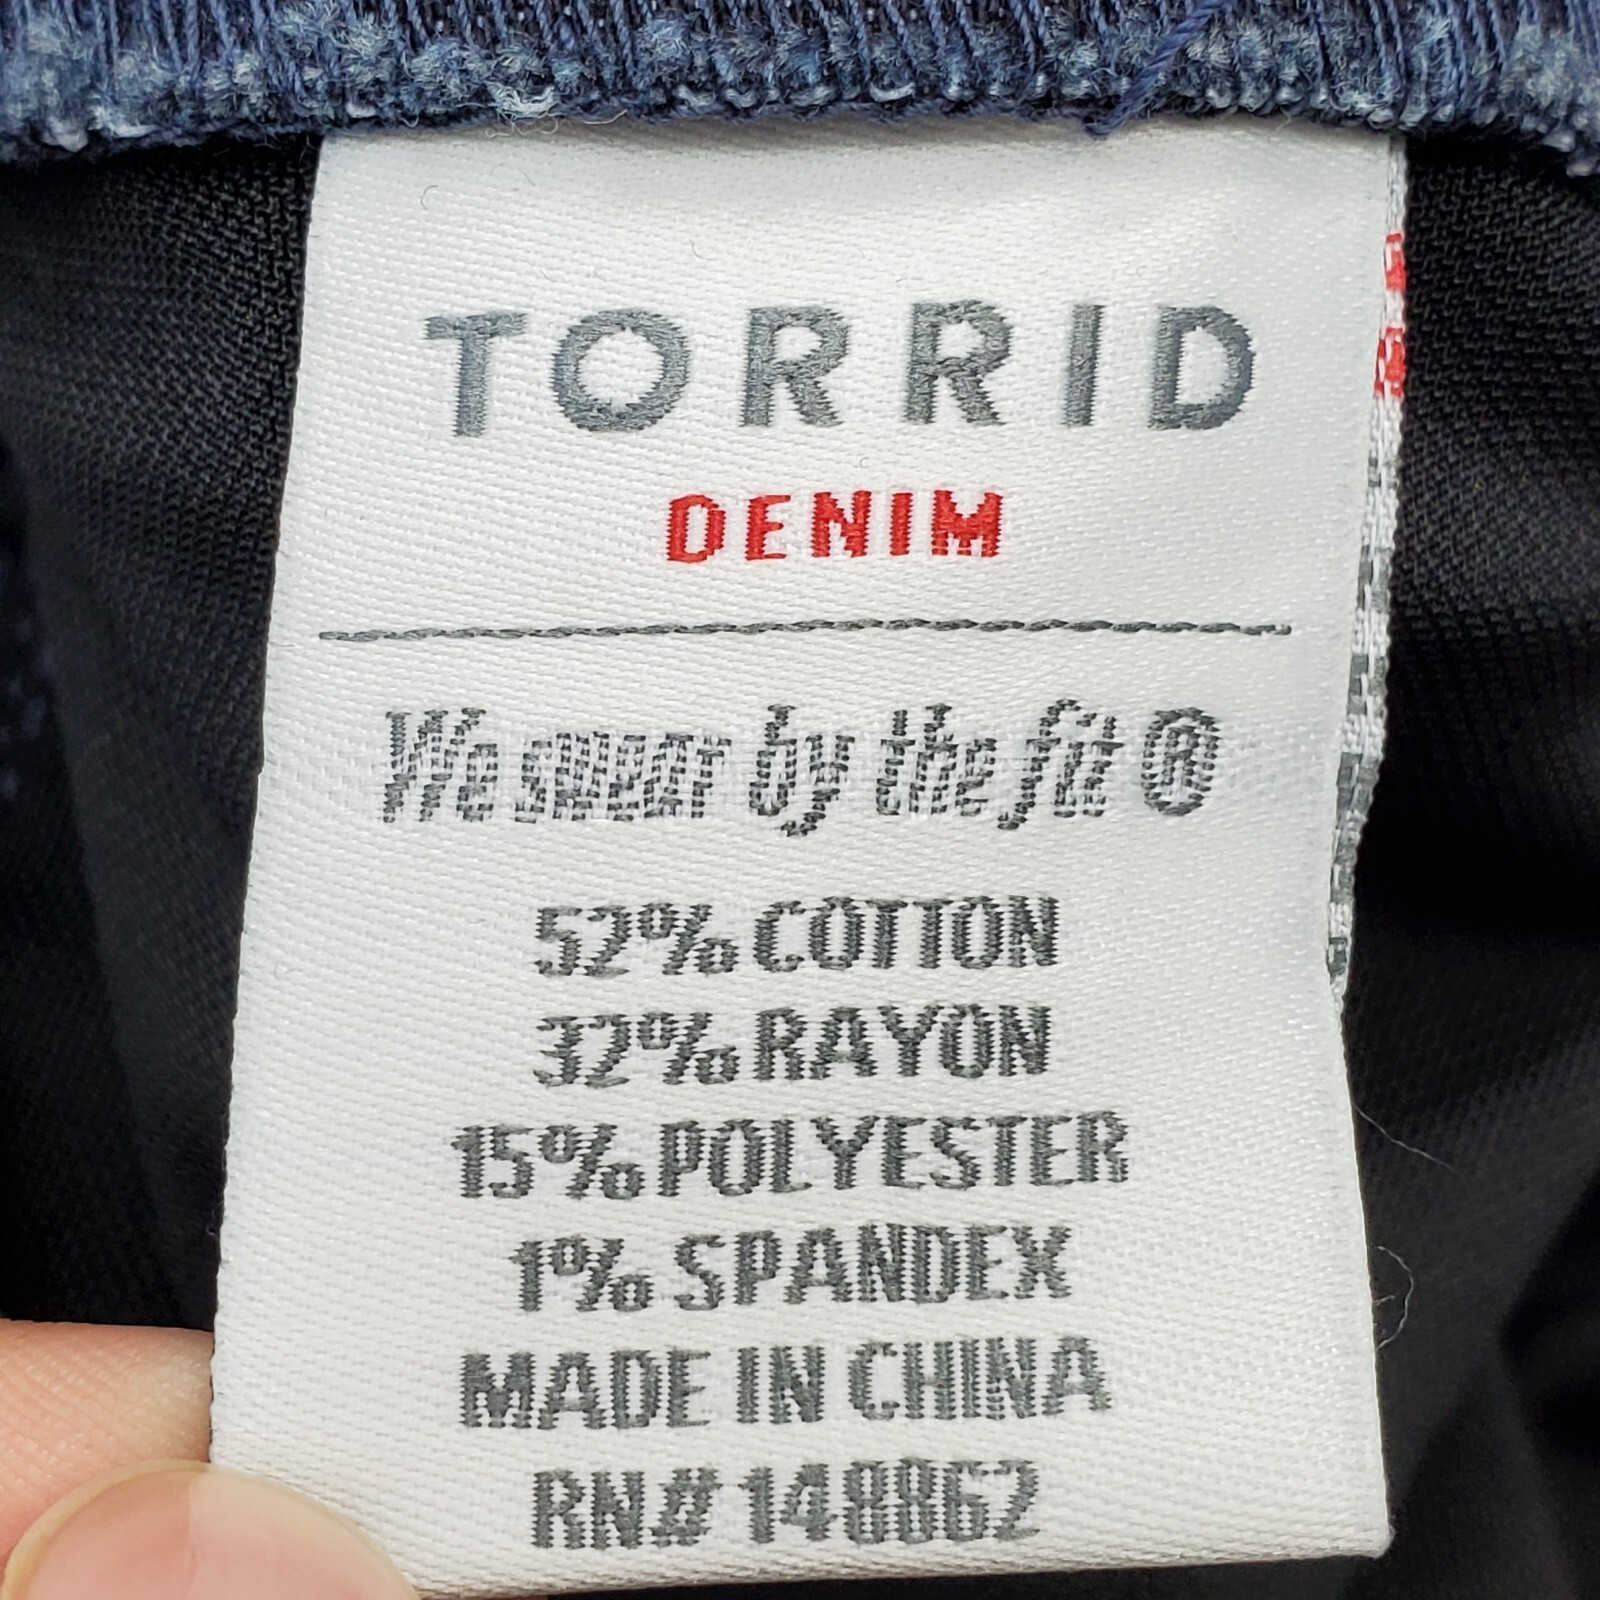 TORRID
DENIM
We swear by the fit®
52% COTTON
32% RAYON
15% POLYESTER
1% SPANDEX
MADE IN CHINA
RN# 148862